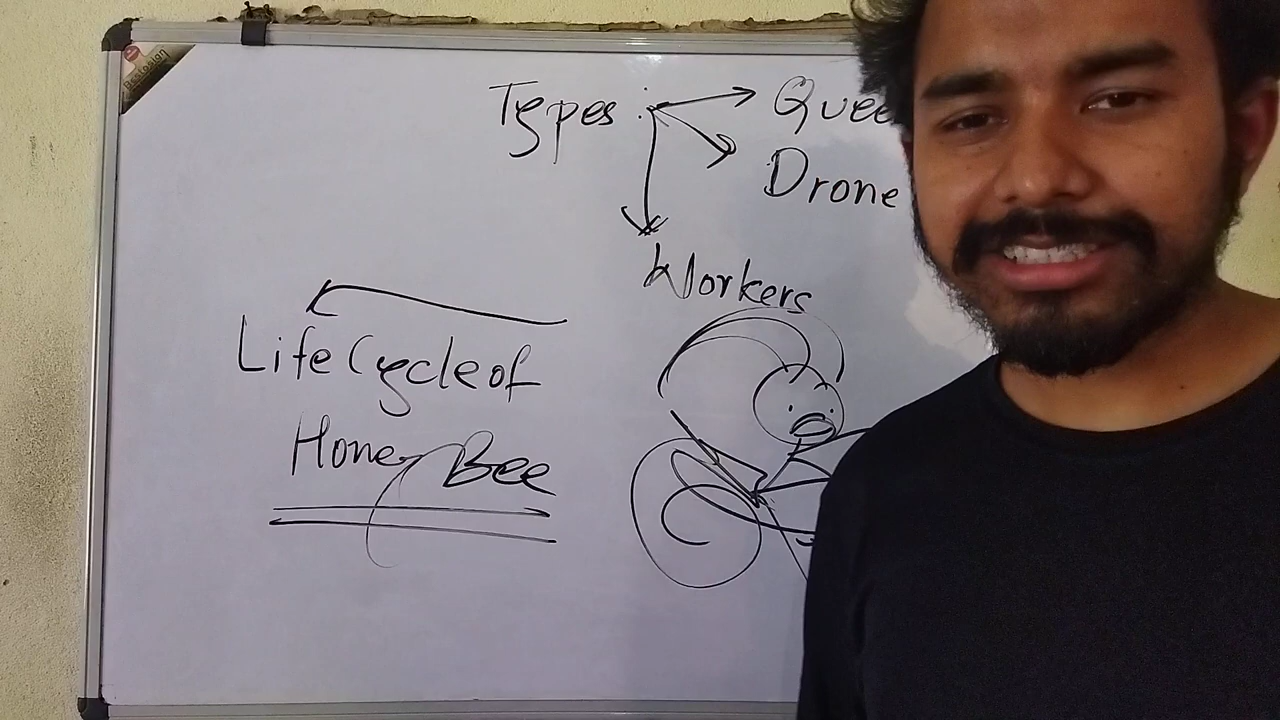 Types :
Quee
Drone
Workers
Life Cycle of
Honey Bee